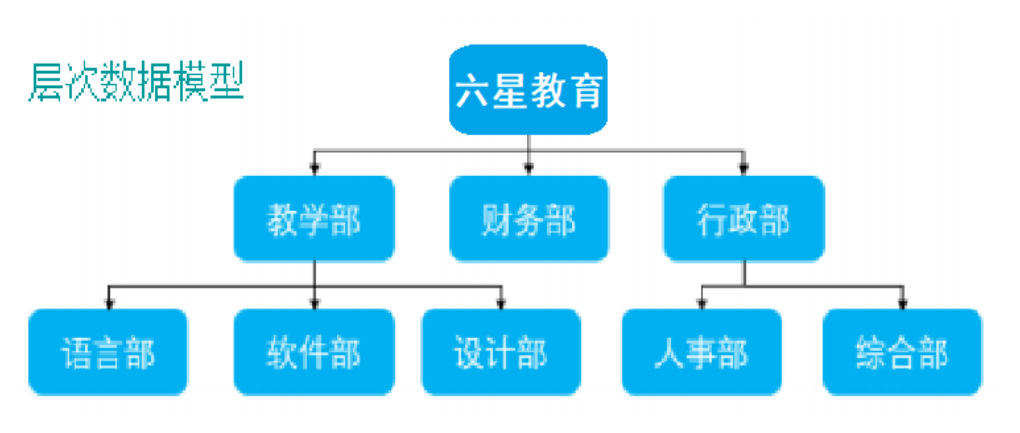 层次数据模型
六星教育
教学部
财务部
行政部
语言部
软件部
设计部
人事部
综合部